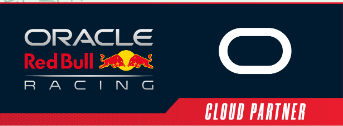 ORACLE
Red Bull
RACING
CLOUD PARTNER